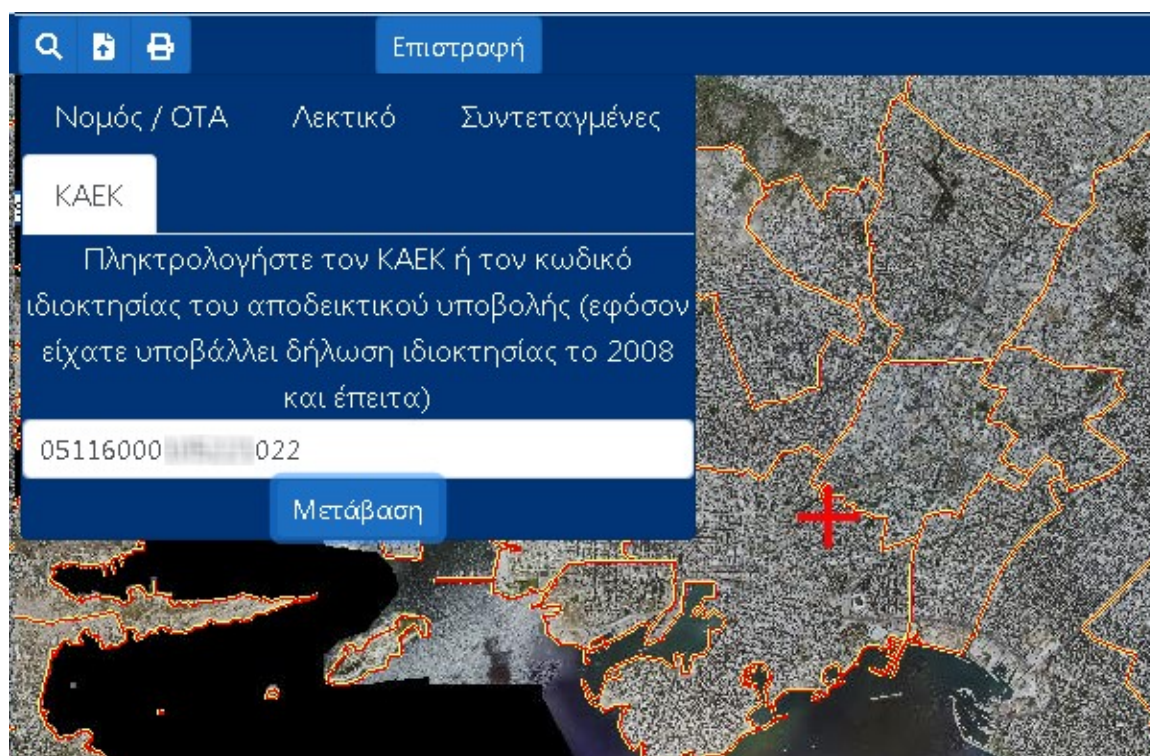 Επιστροφή
Νομός / ΟΤΑ Λεκτικό Συντεταγμένες
ΚΑΕΚ
Πληκτρολογήστε τον ΚΑΕΚ ή τον κωδικό
ιδιοκτησίας του αποδεικτικού υποβολής (εφόσον
είχατε υποβάλλει δήλωση ιδιοκτησίας το 2008
και έπειτα)
05116000 022
Μετάβαση